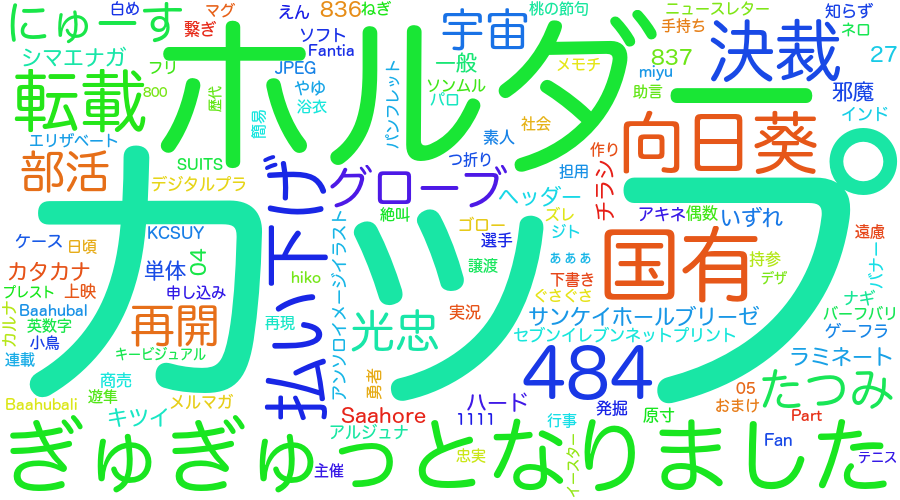 にゅーす
白め
マグ
繋ぎ
えん
836
ねぎ
ソフト
Fantia
宇宙
桃の節句
ニュースレター
手持ち
知らず
ネロ
シマエナガ
ホルダー
決裁
27
転載
フリ
800
歴代
JPEG
やゆ
浴衣
簡易
パンフレット
一般
ソンムル
パロ
メモチ
837
miyu
助言
邪魔
インド
エリザベート
素人
社会
向日葵
部活
SUITS
デジタルプラ
つ折り
担用
作り
チラシ
カップ
払い下げ
グローブ
ヘッダー
絶叫
ゴロー
選手
ズレ
ジト
アキネ
偶数
いずれ
遠慮
KCSUY
ケース
日頃
04
単体
カタカナ
hiko
譲渡
ぁぁぁ
下書き
国有
持参
デザ
バナー
プレスト
上映
申し込み
Baahubal
カルナ
英数字
小鳥
連載
再開
再現
アンソロイメージイラスト
光忠
実況
ぐさぐさ
サンケイホールブリーゼ
セブンイレブンネットプリント
ナギ
バーフバリ
ゲーフラ
キービジュアル
商売
遊隼
勇者
484
ラミネート
Baahubali
メルマガ
キツイ
Saahore
ハード
1111
発掘
原寸
05
おまけ
たつみ
Part
アルジュナ
行事
Fan
ぎゅぎゅっとなりました
主催
忠実
イースター
テニス